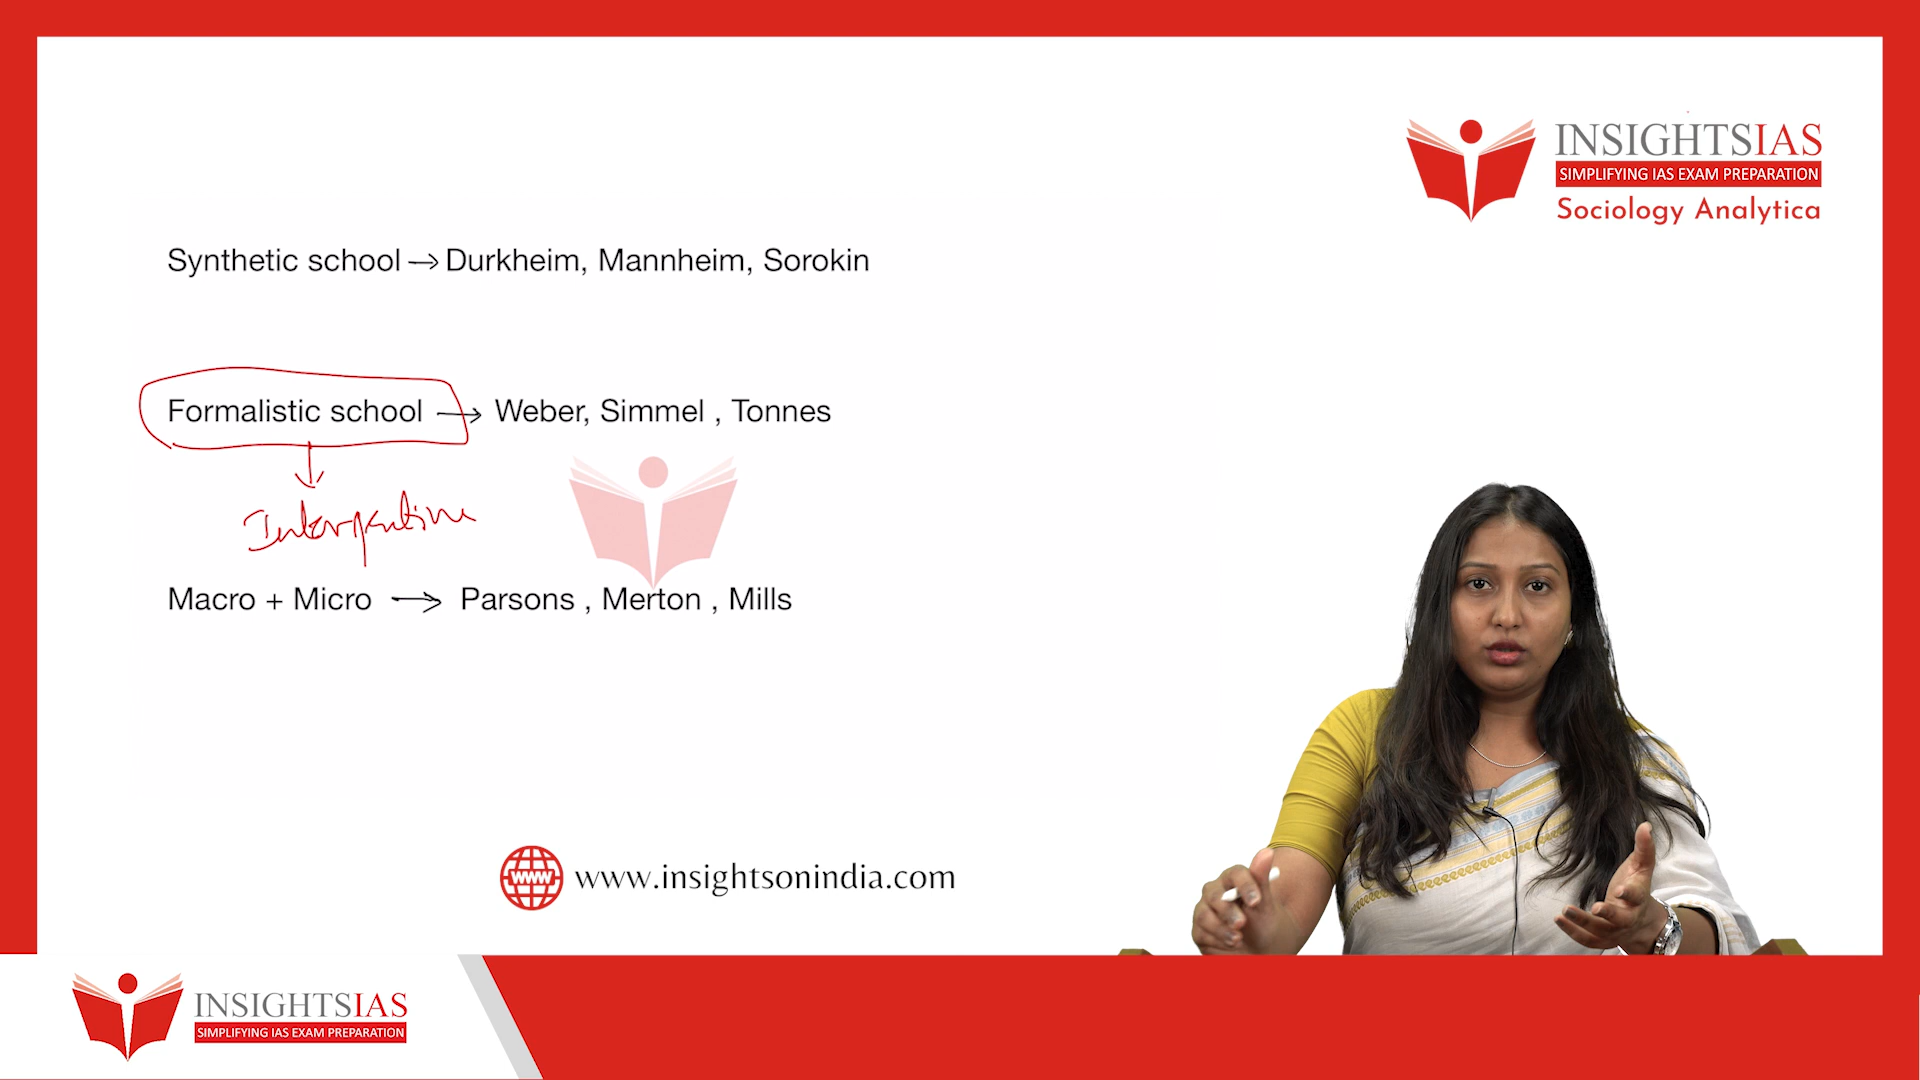 INSIGHTSIAS
SIMPLIFYING IAS EXAM PREPARATION
Sociology Analytica
Synthetic school → Durkheim, Mannheim, Sorokin
Formalistic school → Weber, Simmel , Tonnes
↓
Interpretive
Macro + Micro → Parsons , Merton , Mills
www
www.insightsonindia.com
INSIGHTSIAS
SIMPLIFYING IAS EXAM PREPARATION